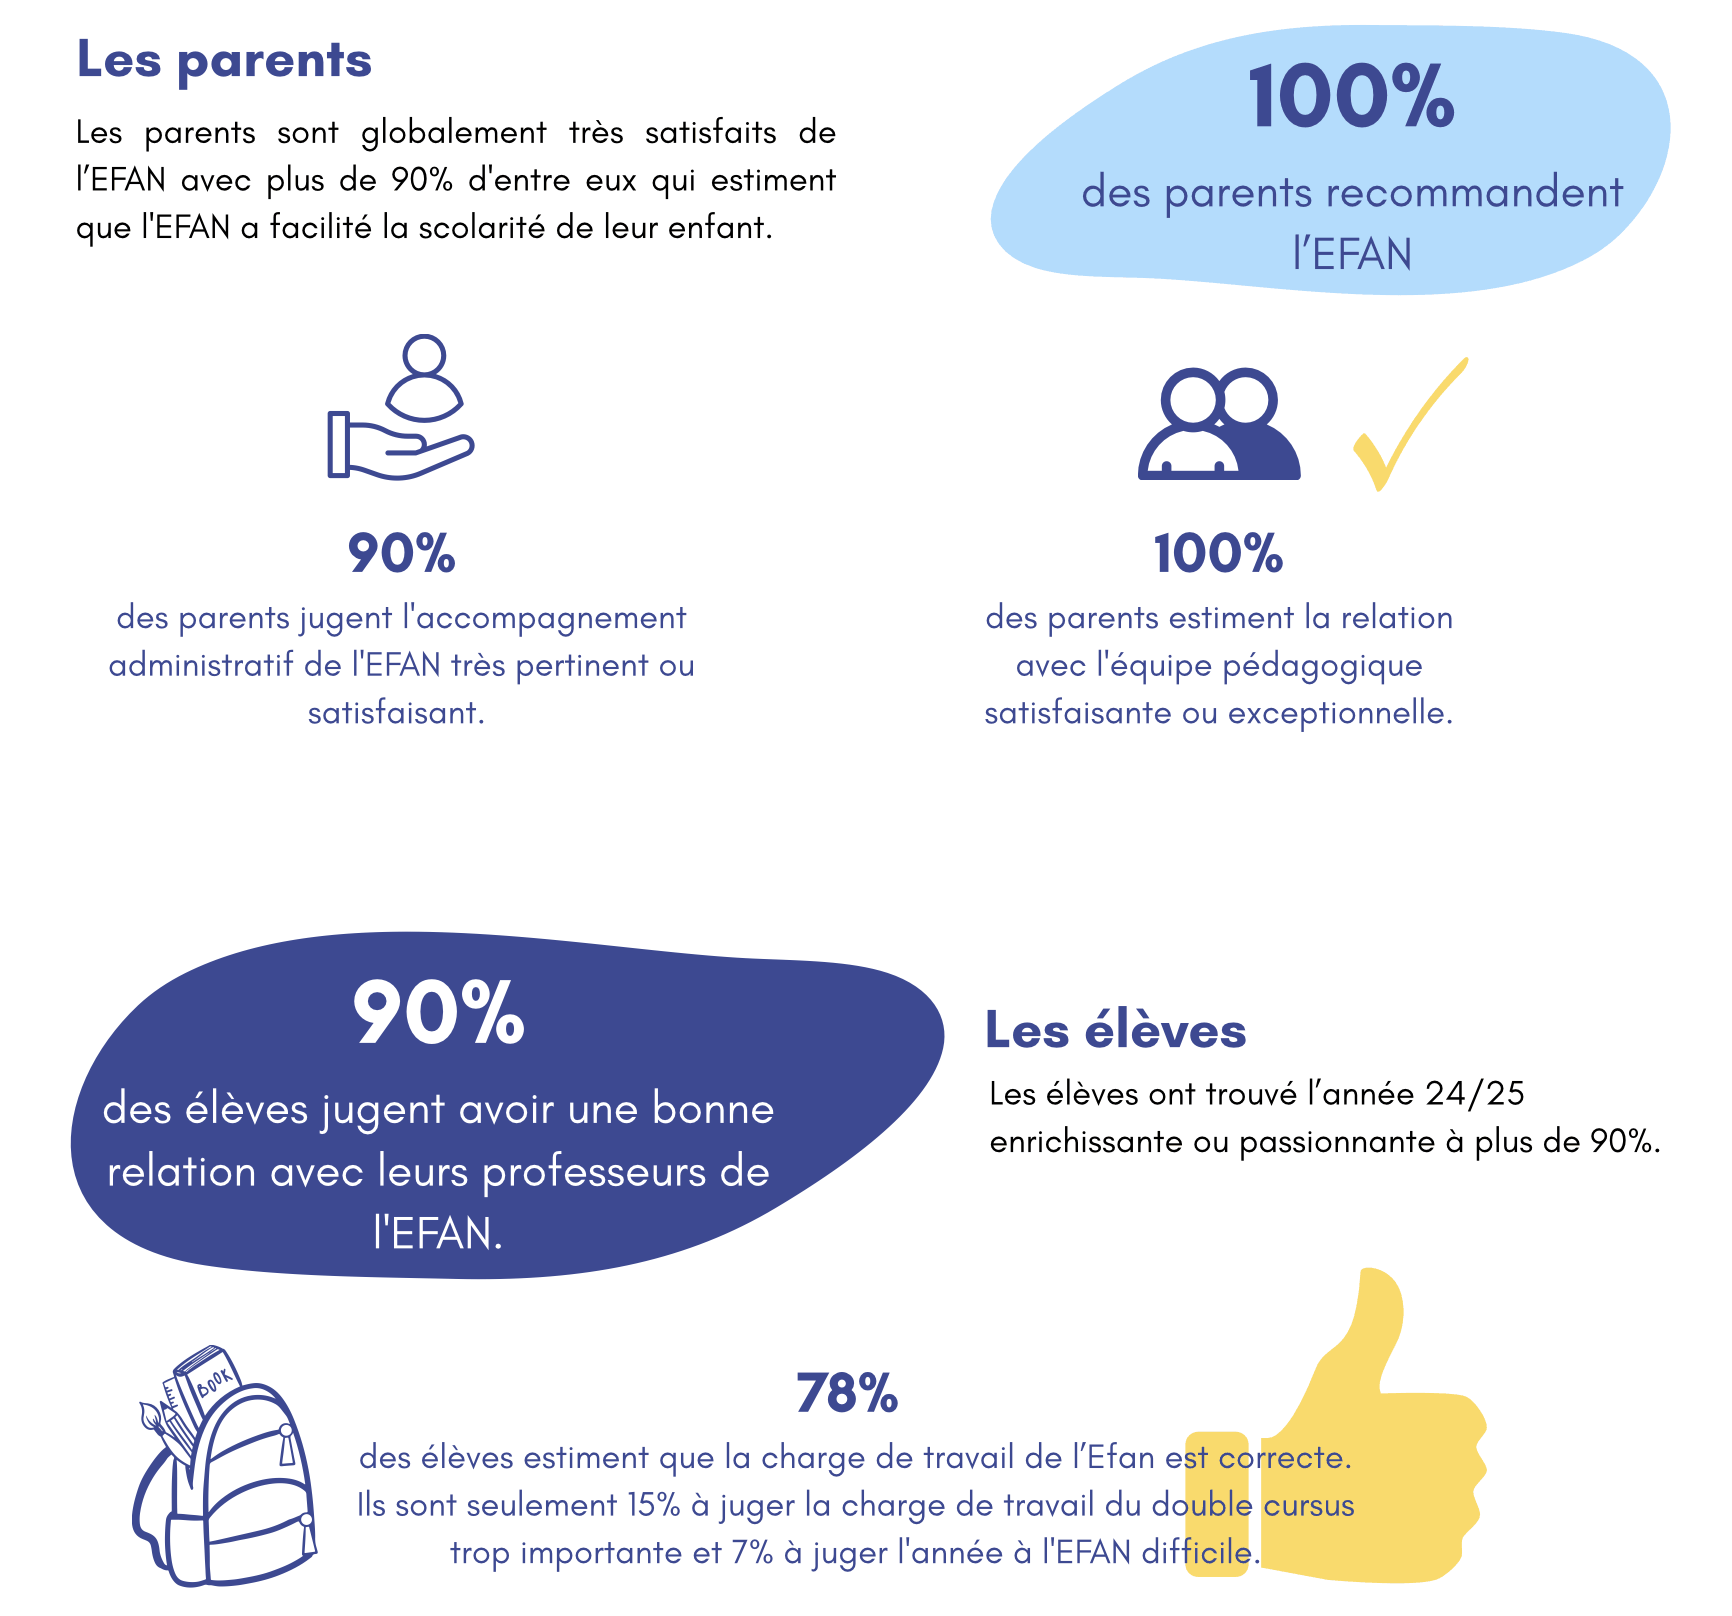 Les parents
Les parents sont globalement très satisfaits de
l’EFAN avec plus de 90% d'entre eux qui estiment
que l'EFAN a facilité la scolarité de leur enfant.
100%
des parents recommandent
l’EFAN
90%
des parents jugent l'accompagnement
administratif de l'EFAN très pertinent ou
satisfaisant.
100%
des parents estiment la relation
avec l'équipe pédagogique
satisfaisante ou exceptionnelle.
90%
des élèves jugent avoir une bonne
relation avec leurs professeurs de
l'EFAN.
Les élèves
Les élèves ont trouvé l’année 24/25
enrichissante ou passionnante à plus de 90%.
BOOK
78%
des élèves estiment que la charge de travail de l’Efan est correcte.
Ils sont seulement 15% à juger la charge de travail du double cursus
trop importante et 7% à juger l'année à l'EFAN difficile.